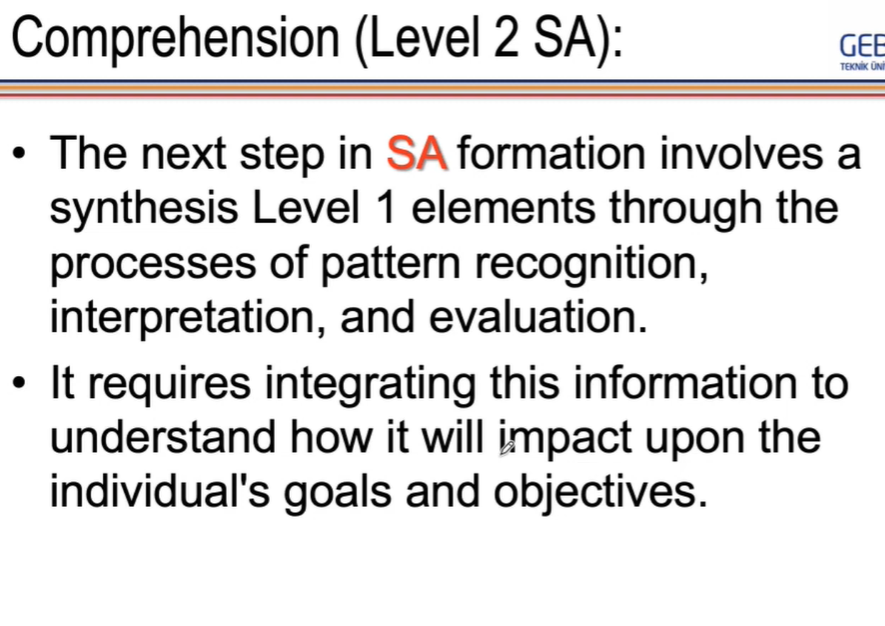 Comprehension (Level 2 SA):
GEB
TEKNİK ÜNİ
• The next step in SA formation involves a
synthesis Level 1 elements through the
processes of pattern recognition,
interpretation, and evaluation.
• It requires integrating this information to
understand how it will impact upon the
individual's goals and objectives.